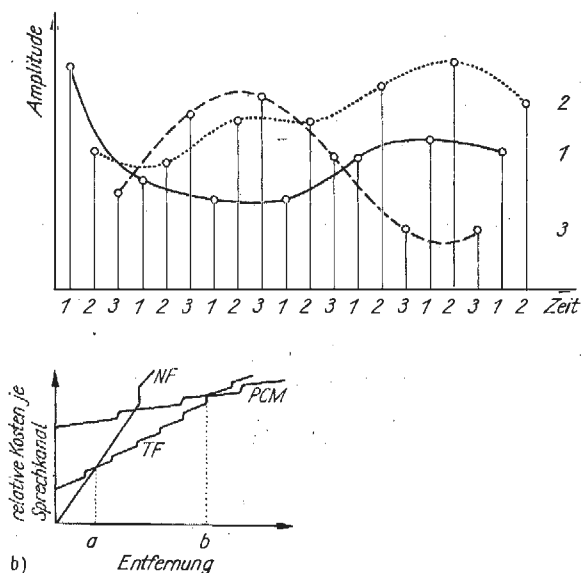 Amplitude
2
1
3
1 2 3 1 2 3 1 2 3 1 2 3 1 2 3 1 2 3 1 2 Zeit
relative Kosten je
Sprechkanal
NF
PCM
TF
a b
b) Entfernung